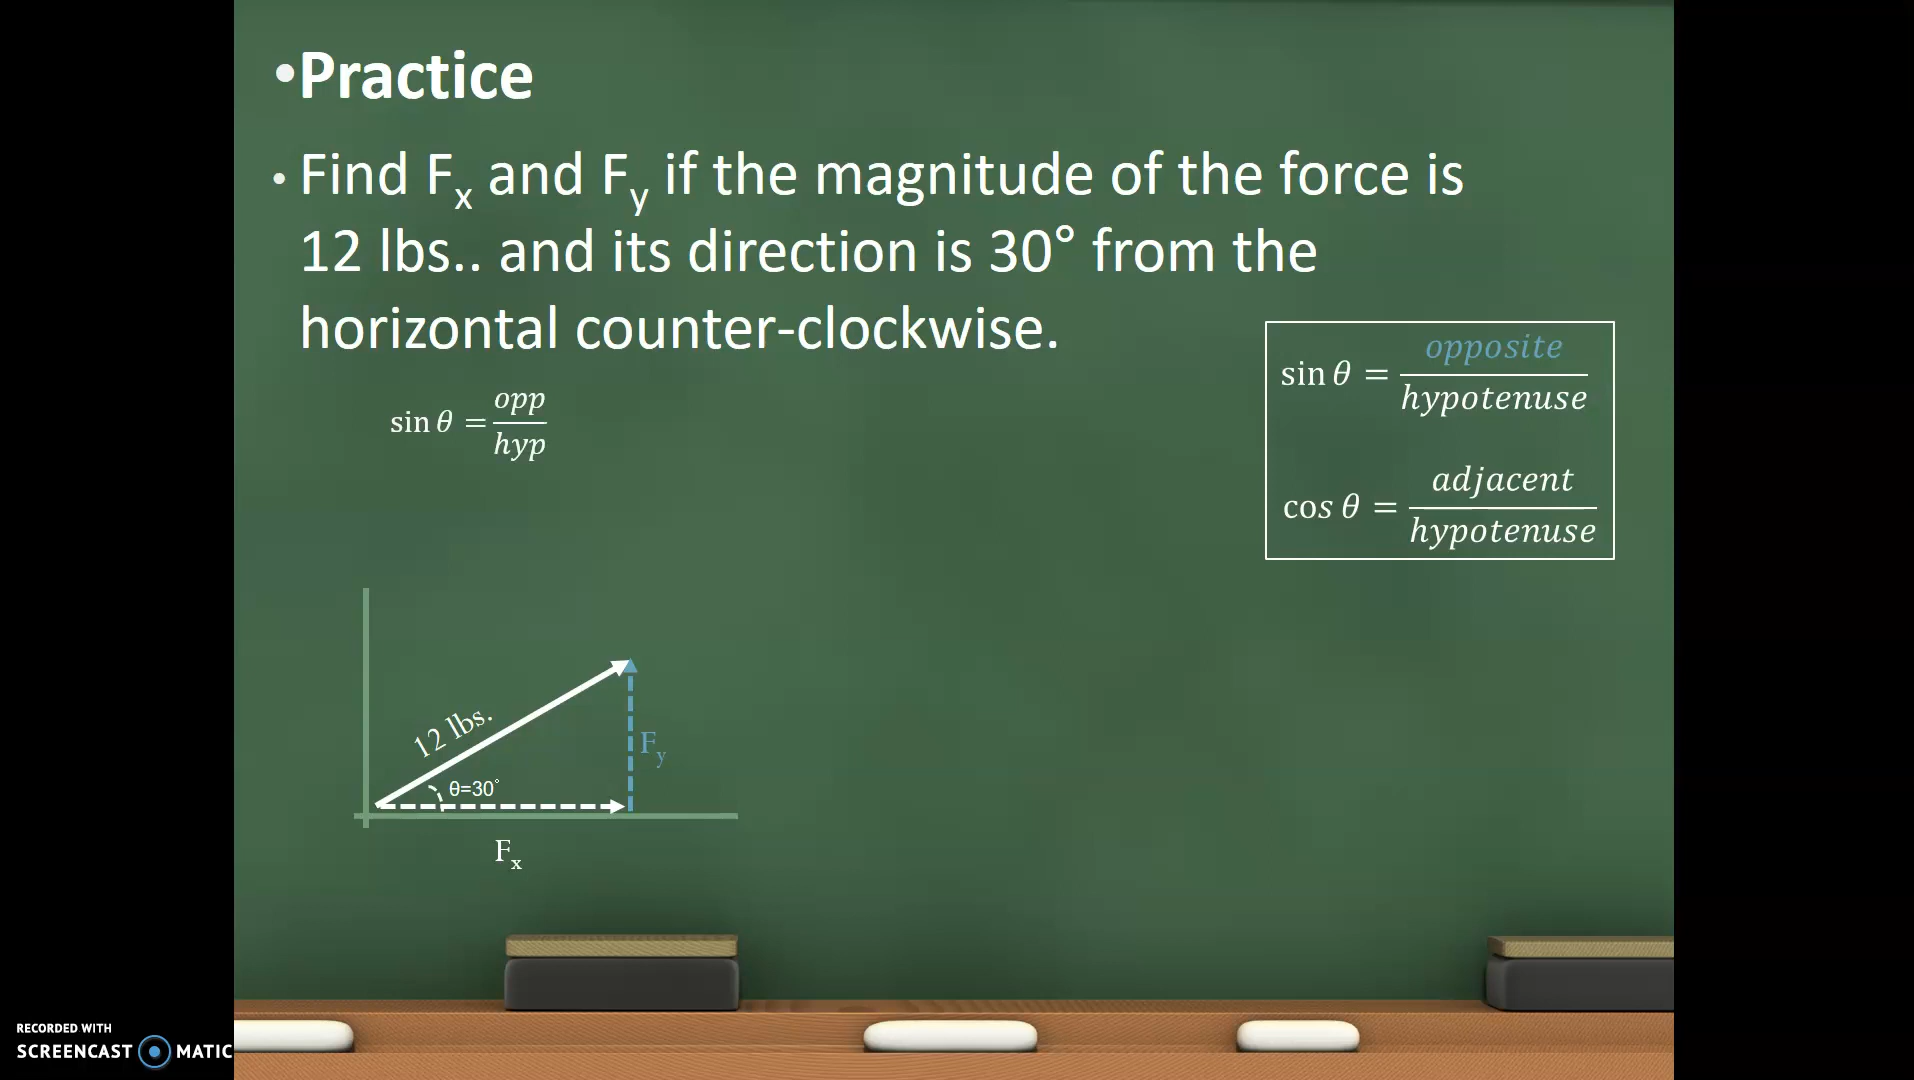 •Practice
• Find Fx and Fy if the magnitude of the force is
12 lbs.. and its direction is 30° from the
horizontal counter-clockwise.
sin θ = opp/hyp
sin θ = opposite/hypotenuse
cos θ = adjacent/hypotenuse
12 lbs.
Fy
θ=30°
Fx
RECORDED WITH
SCREENCAST MATIC